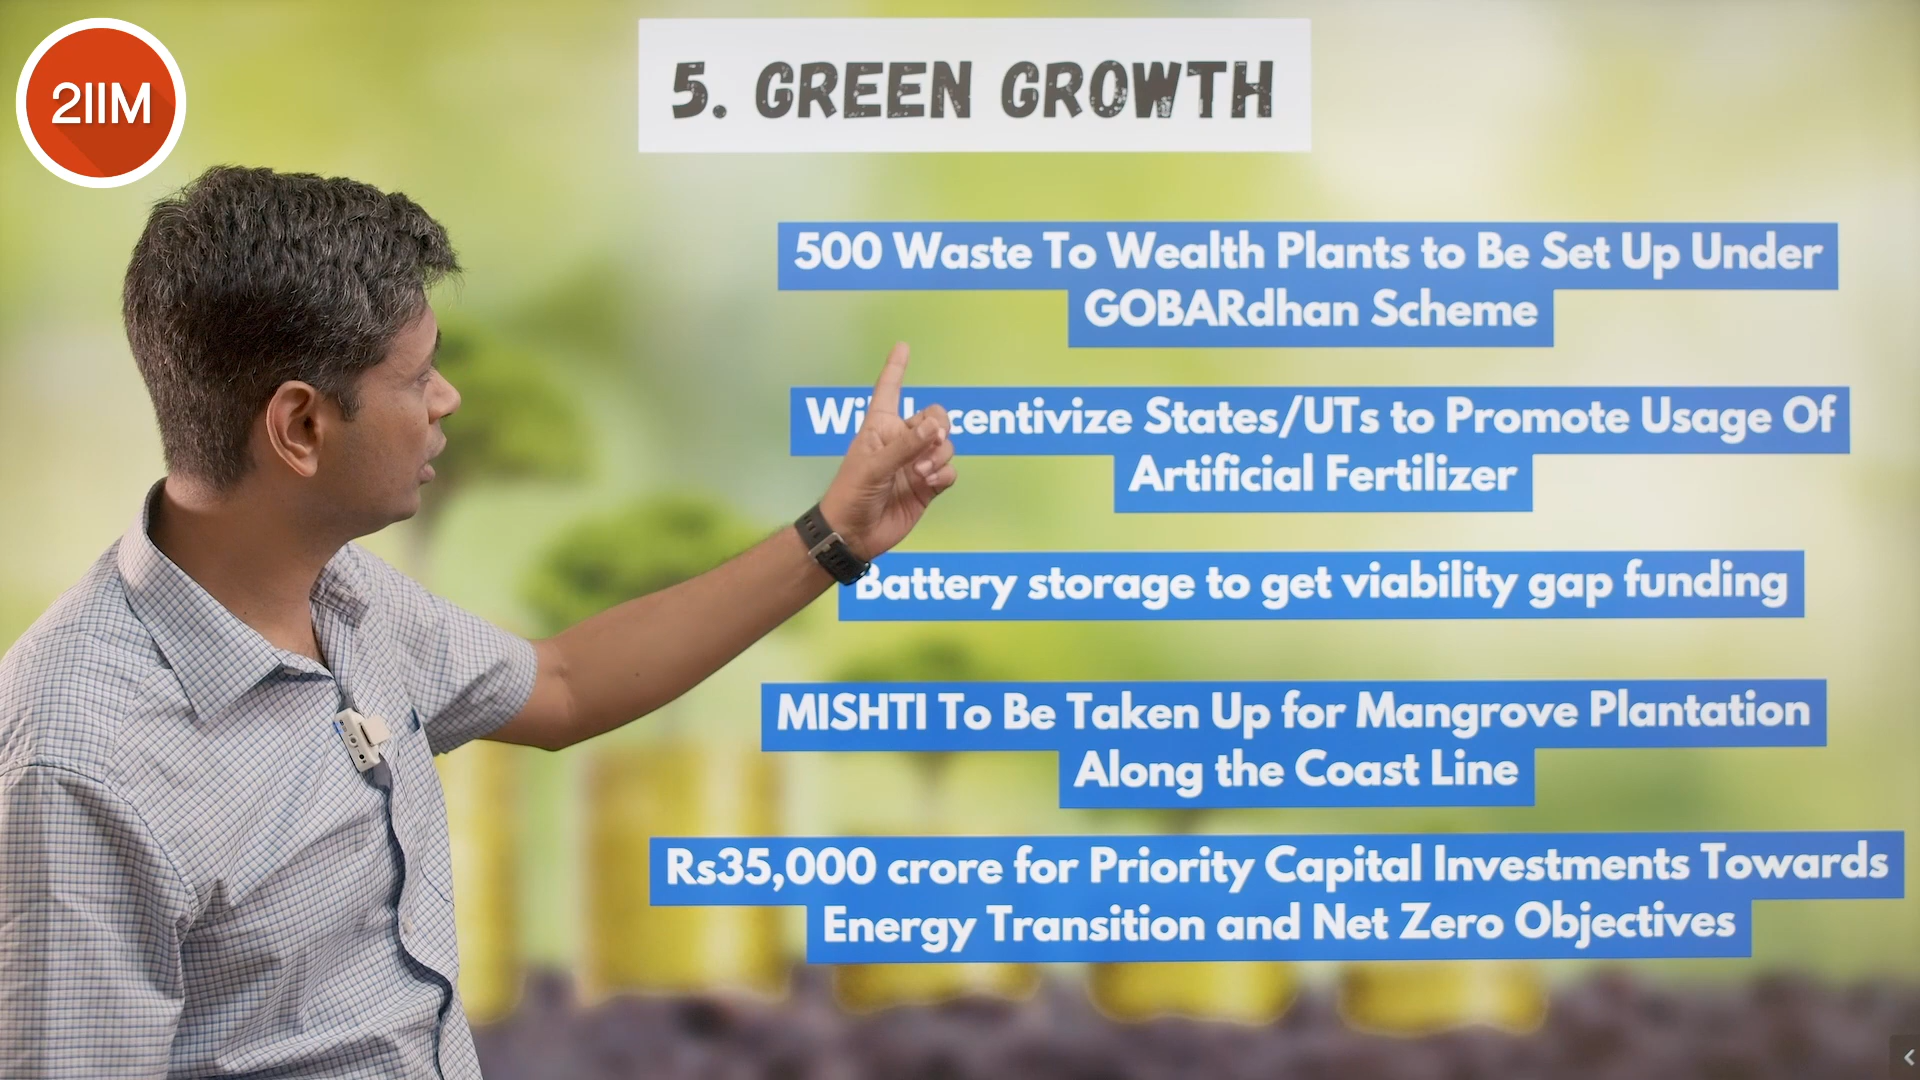 2IIM
5. GREEN GROWTH
500 Waste To Wealth Plants to Be Set Up Under
GOBARdhan Scheme
States/UTs to Promote Usage Of
Artificial Fertilizer
Battery storage to get viability gap funding
MISHTI To Be Taken Up for Mangrove Plantation
Along the Coast Line
Rs35,000 crore for Priority Capital Investments Towards
Energy Transition and Net Zero Objectives